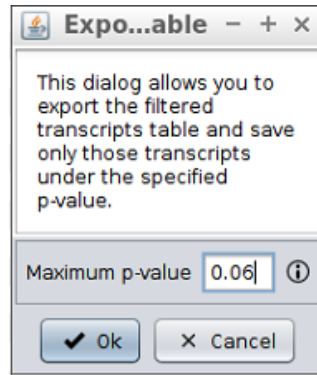 Expo...able
This dialog allows you to
export the filtered
transcripts table and save
only those transcripts
under the specified
p-value.
Maximum p-value 0.06
Ok Cancel